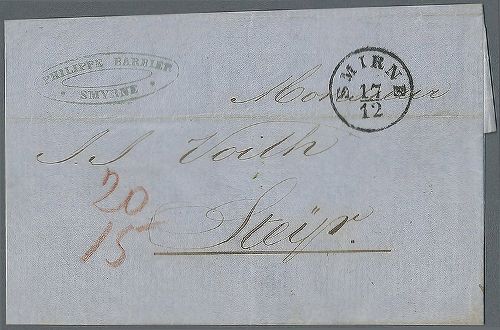 PHILIPPE BARBIER
SMYRNE
SMIRNE
17
12
Monsieur
J. J. Voith
20
15
Steyr.